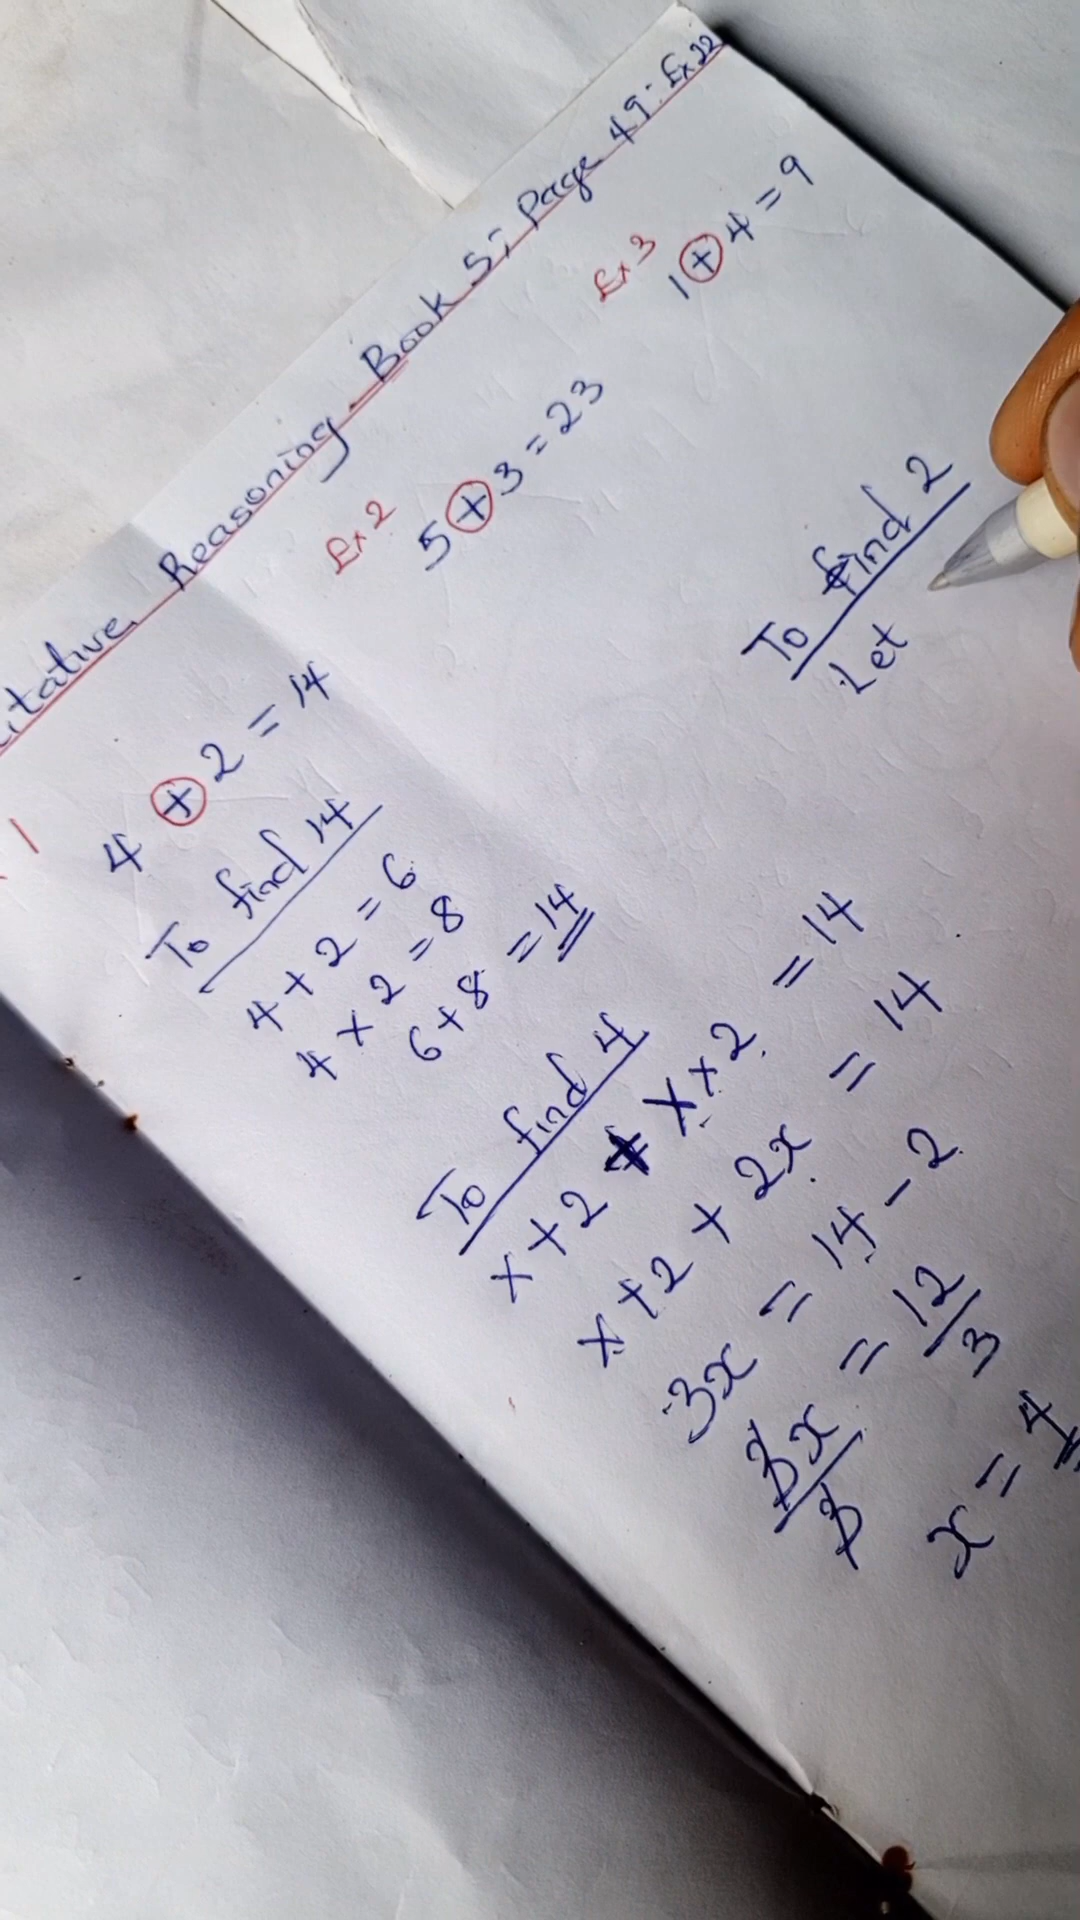 Reasoning Book 5; Page 49: Ex 22
1
4 + 2 = 14
Ex 2
5 + 3 = 23
Ex 3
1 + 4 = 9
To find 14
4 + 2 = 6
4 × 2 = 8
6 + 8 = 14
To find 4
x + 2 + x × 2 = 14
x + 2 + 2x = 14
3x = 14 - 2
3x/3 = 12/3
x = 4
To find 2
Let